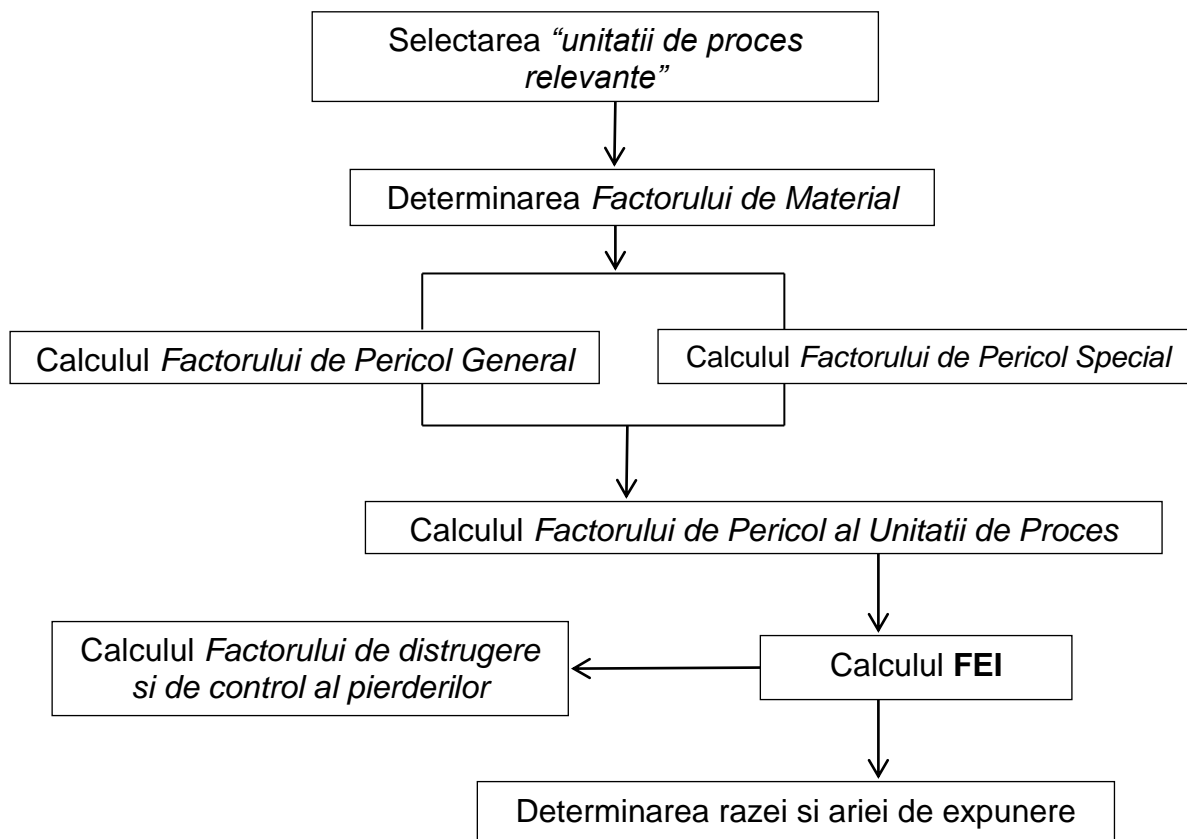 Selectarea “unitatii de proces
relevante”
Determinarea Factorului de Material
Calculul Factorului de Pericol General
Calculul Factorului de Pericol Special
Calculul Factorului de Pericol al Unitatii de Proces
Calculul Factorului de distrugere
si de control al pierderilor
Calculul FEI
Determinarea razei si ariei de expunere